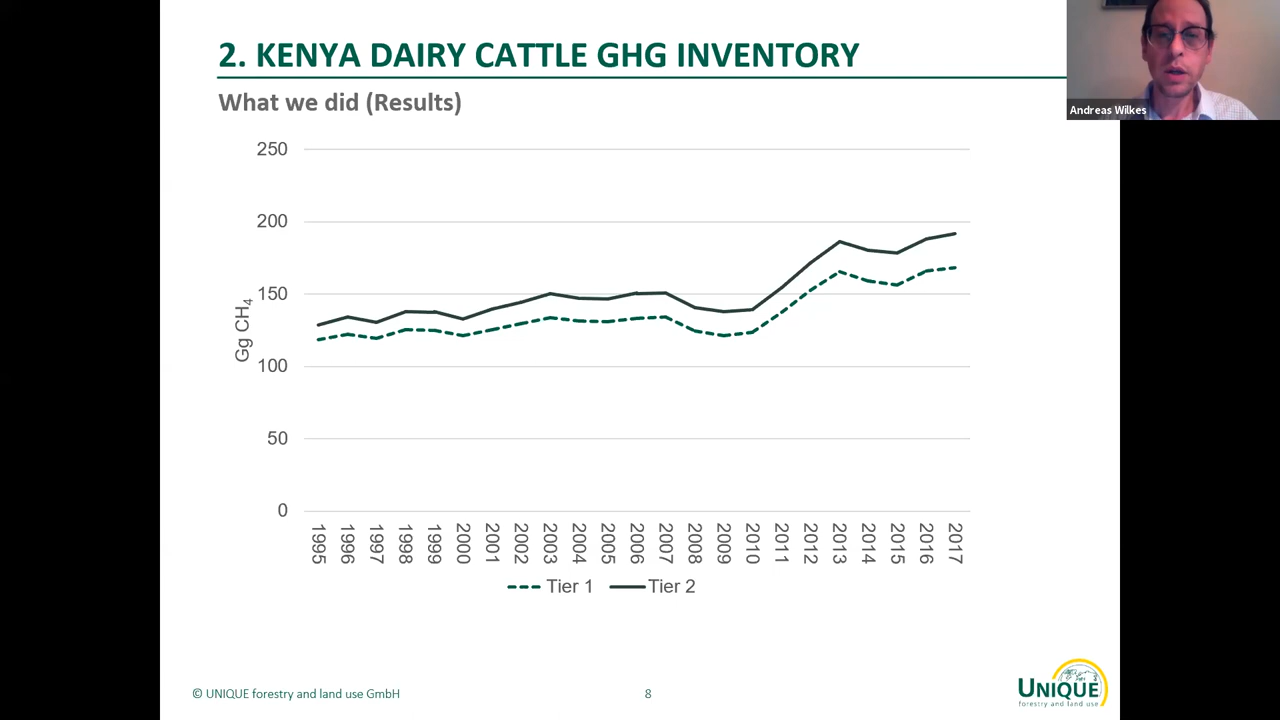 2. KENYA DAIRY CATTLE GHG INVENTORY
What we did (Results)
Andreas Wilkes
250
200
150
100
50
0
Gg CH₄
1995 1996 1997 1998 1999 2000 2001 2002 2003 2004 2005 2006 2007 2008 2009 2010 2011 2012 2013 2014 2015 2016 2017
Tier 1 Tier 2
© UNIQUE forestry and land use GmbH
8
UNIQUE
forestry and land use